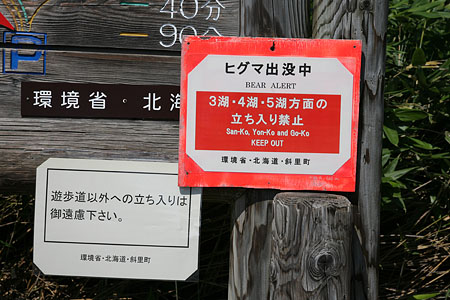 40分
90
P
環境省・北海
ヒグマ出没中
BEAR ALERT
3湖・4湖・5湖方面の
立ち入り禁止
San-Ko, Yon-Ko and Go-Ko
KEEP OUT
環境省・北海道・斜里町
遊歩道以外への立ち入りは
御遠慮下さい。
環境省・北海道・斜里町